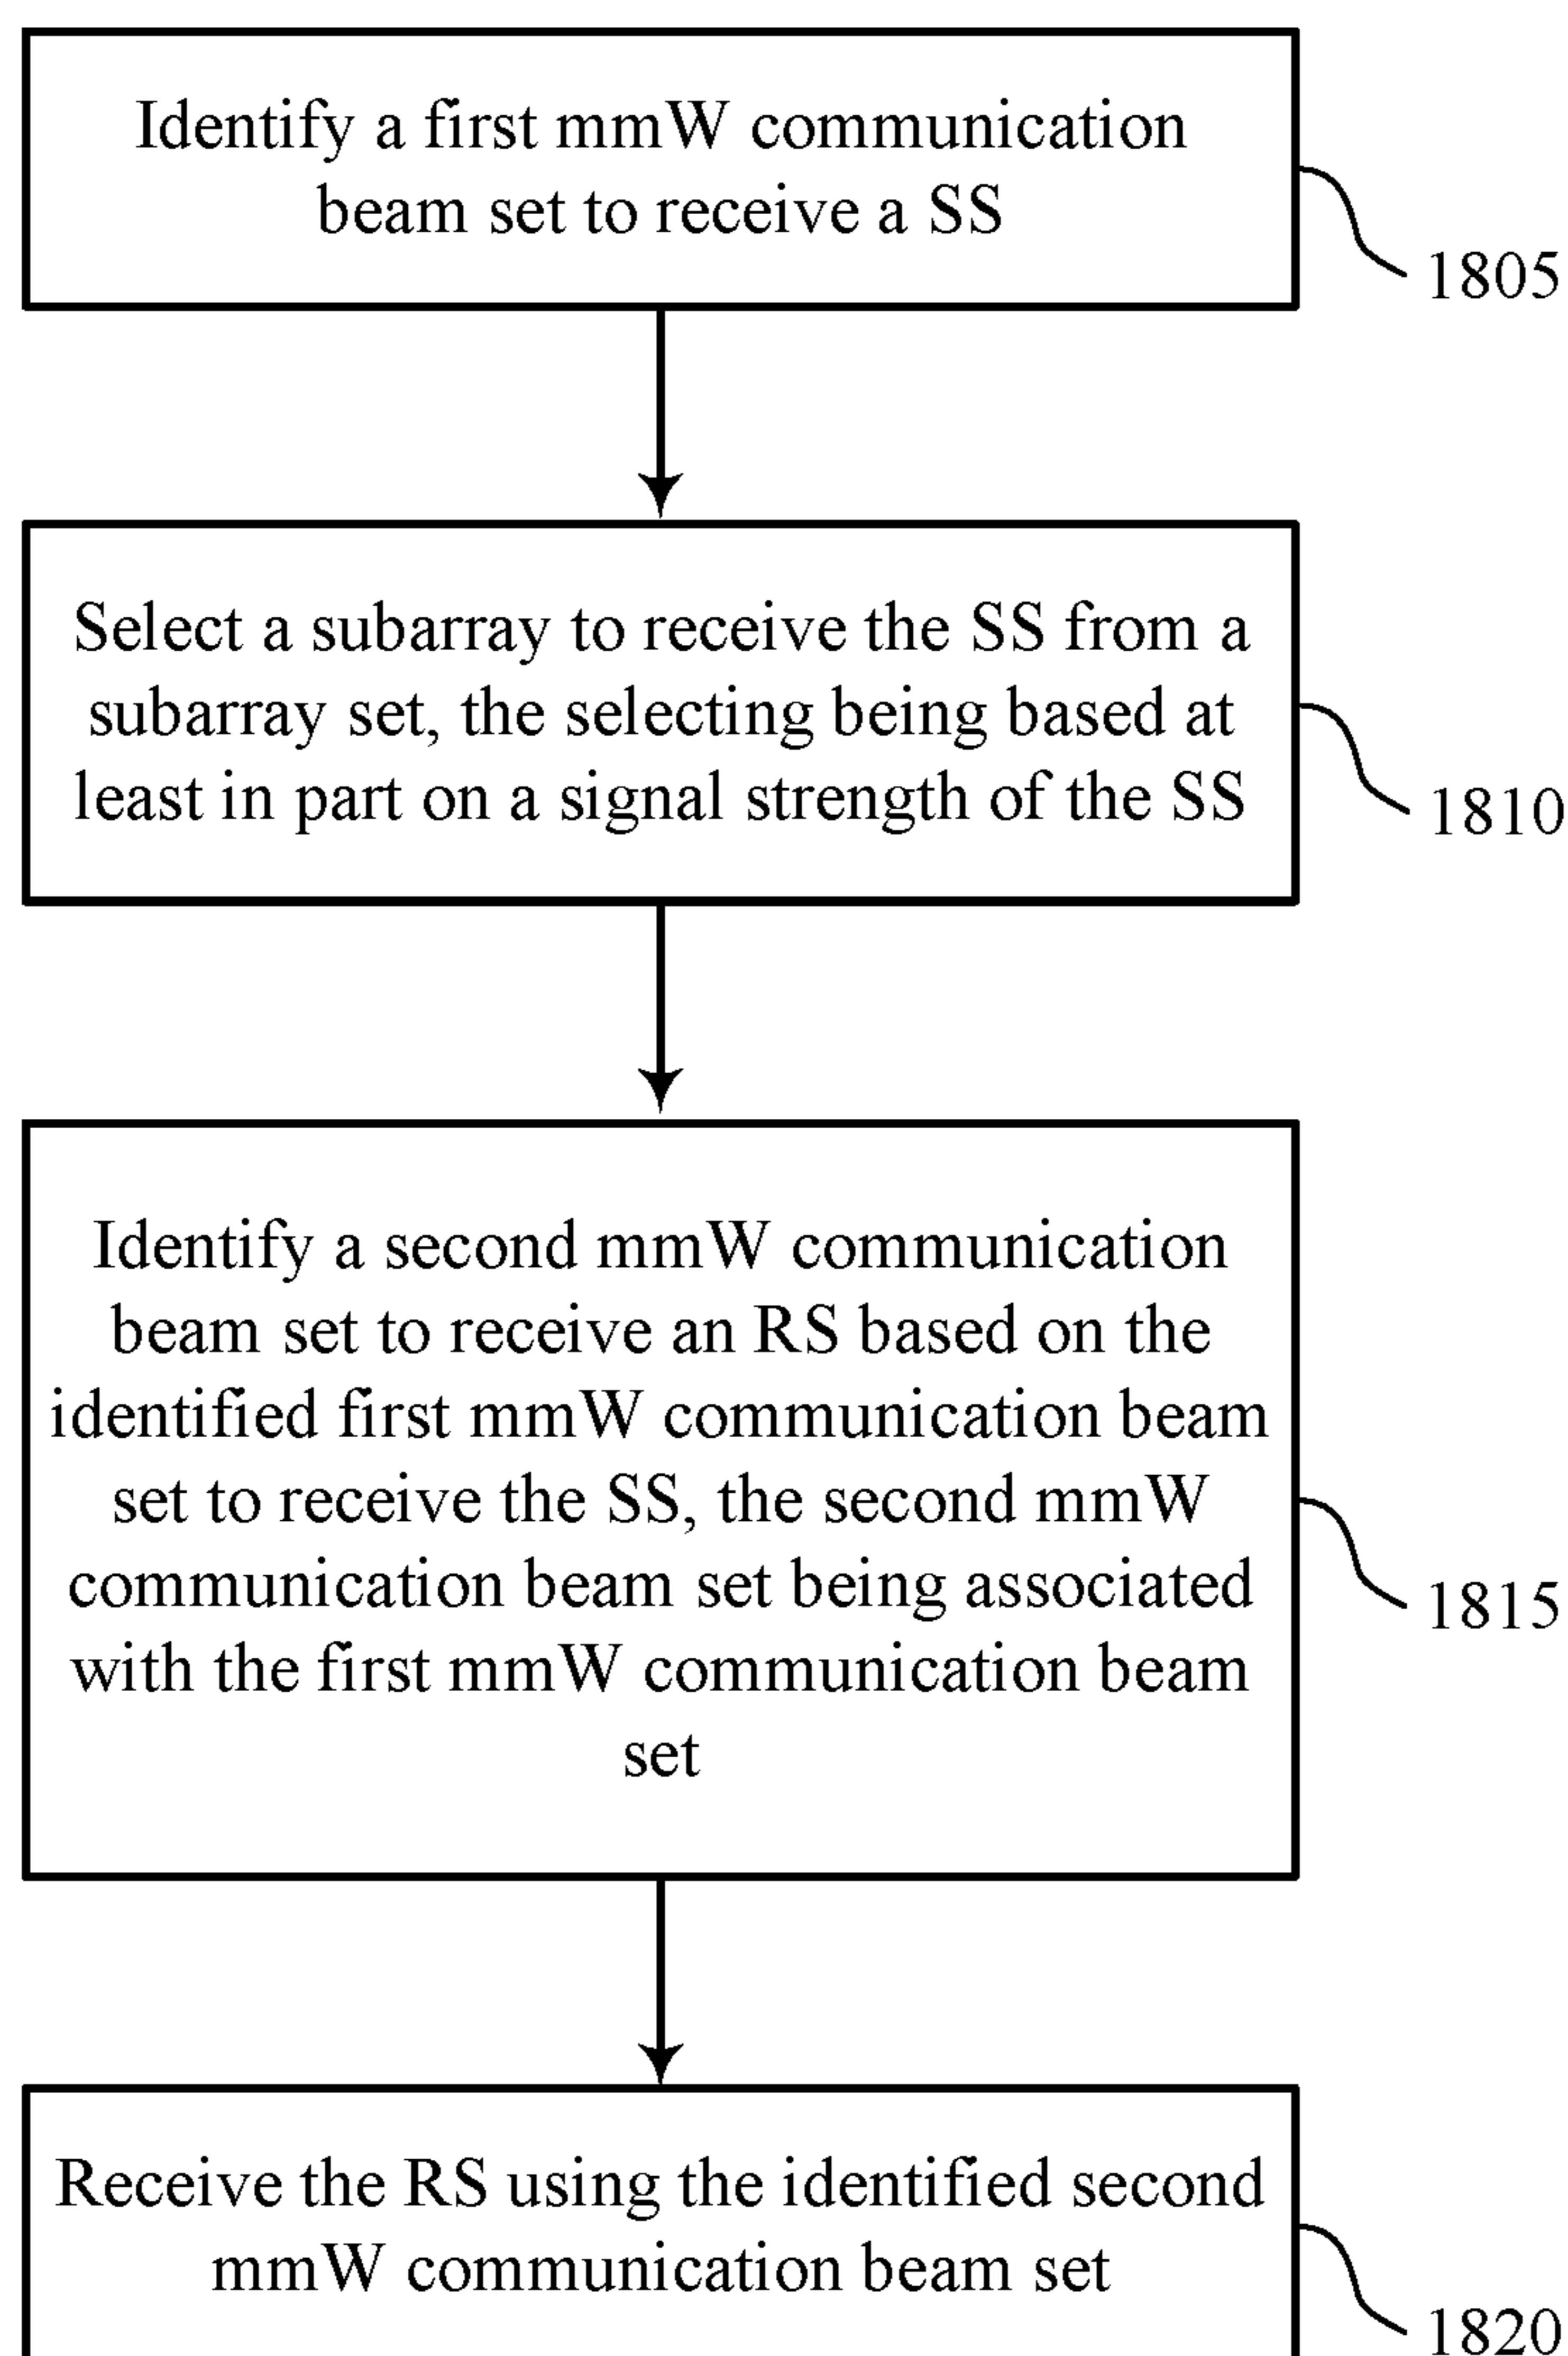 Identify a first mmW communication
beam set to receive a SS
1805
Select a subarray to receive the SS from a
subarray set, the selecting being based at
least in part on a signal strength of the SS
1810
Identify a second mmW communication
beam set to receive an RS based on the
identified first mmW communication beam
set to receive the SS, the second mmW
communication beam set being associated
with the first mmW communication beam
set
1815
Receive the RS using the identified second
mmW communication beam set
1820